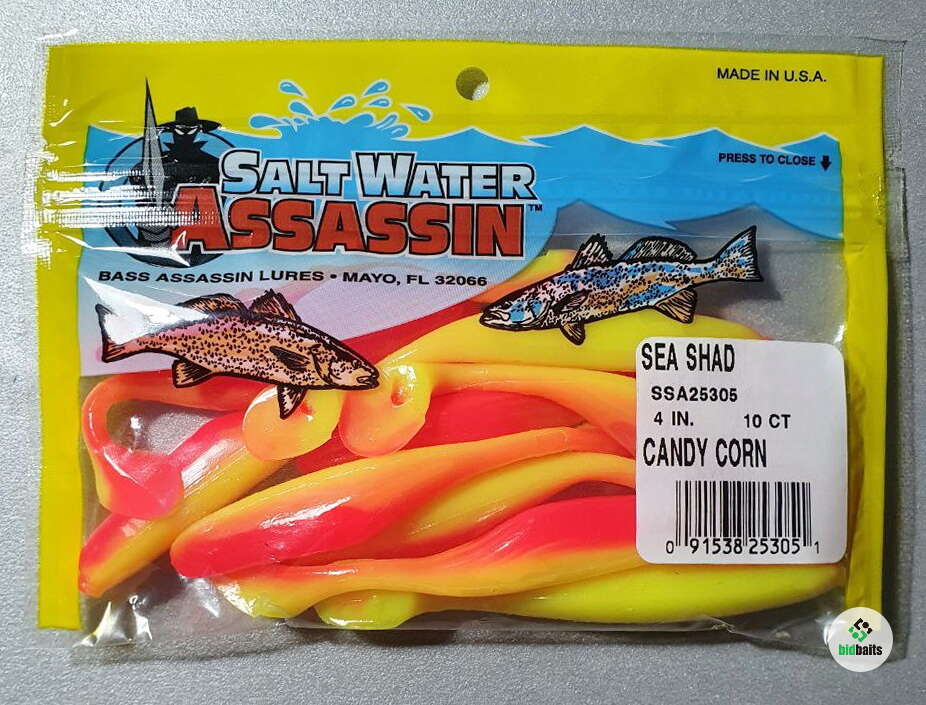 MADE IN U.S.A.
PRESS TO CLOSE
SALT WATER
ASSASSIN™
BASS ASSASSIN LURES • MAYO, FL 32066
SEA SHAD
SSA25305
4 IN. 10 CT
CANDY CORN
0 91538 25305 1
bidbaits